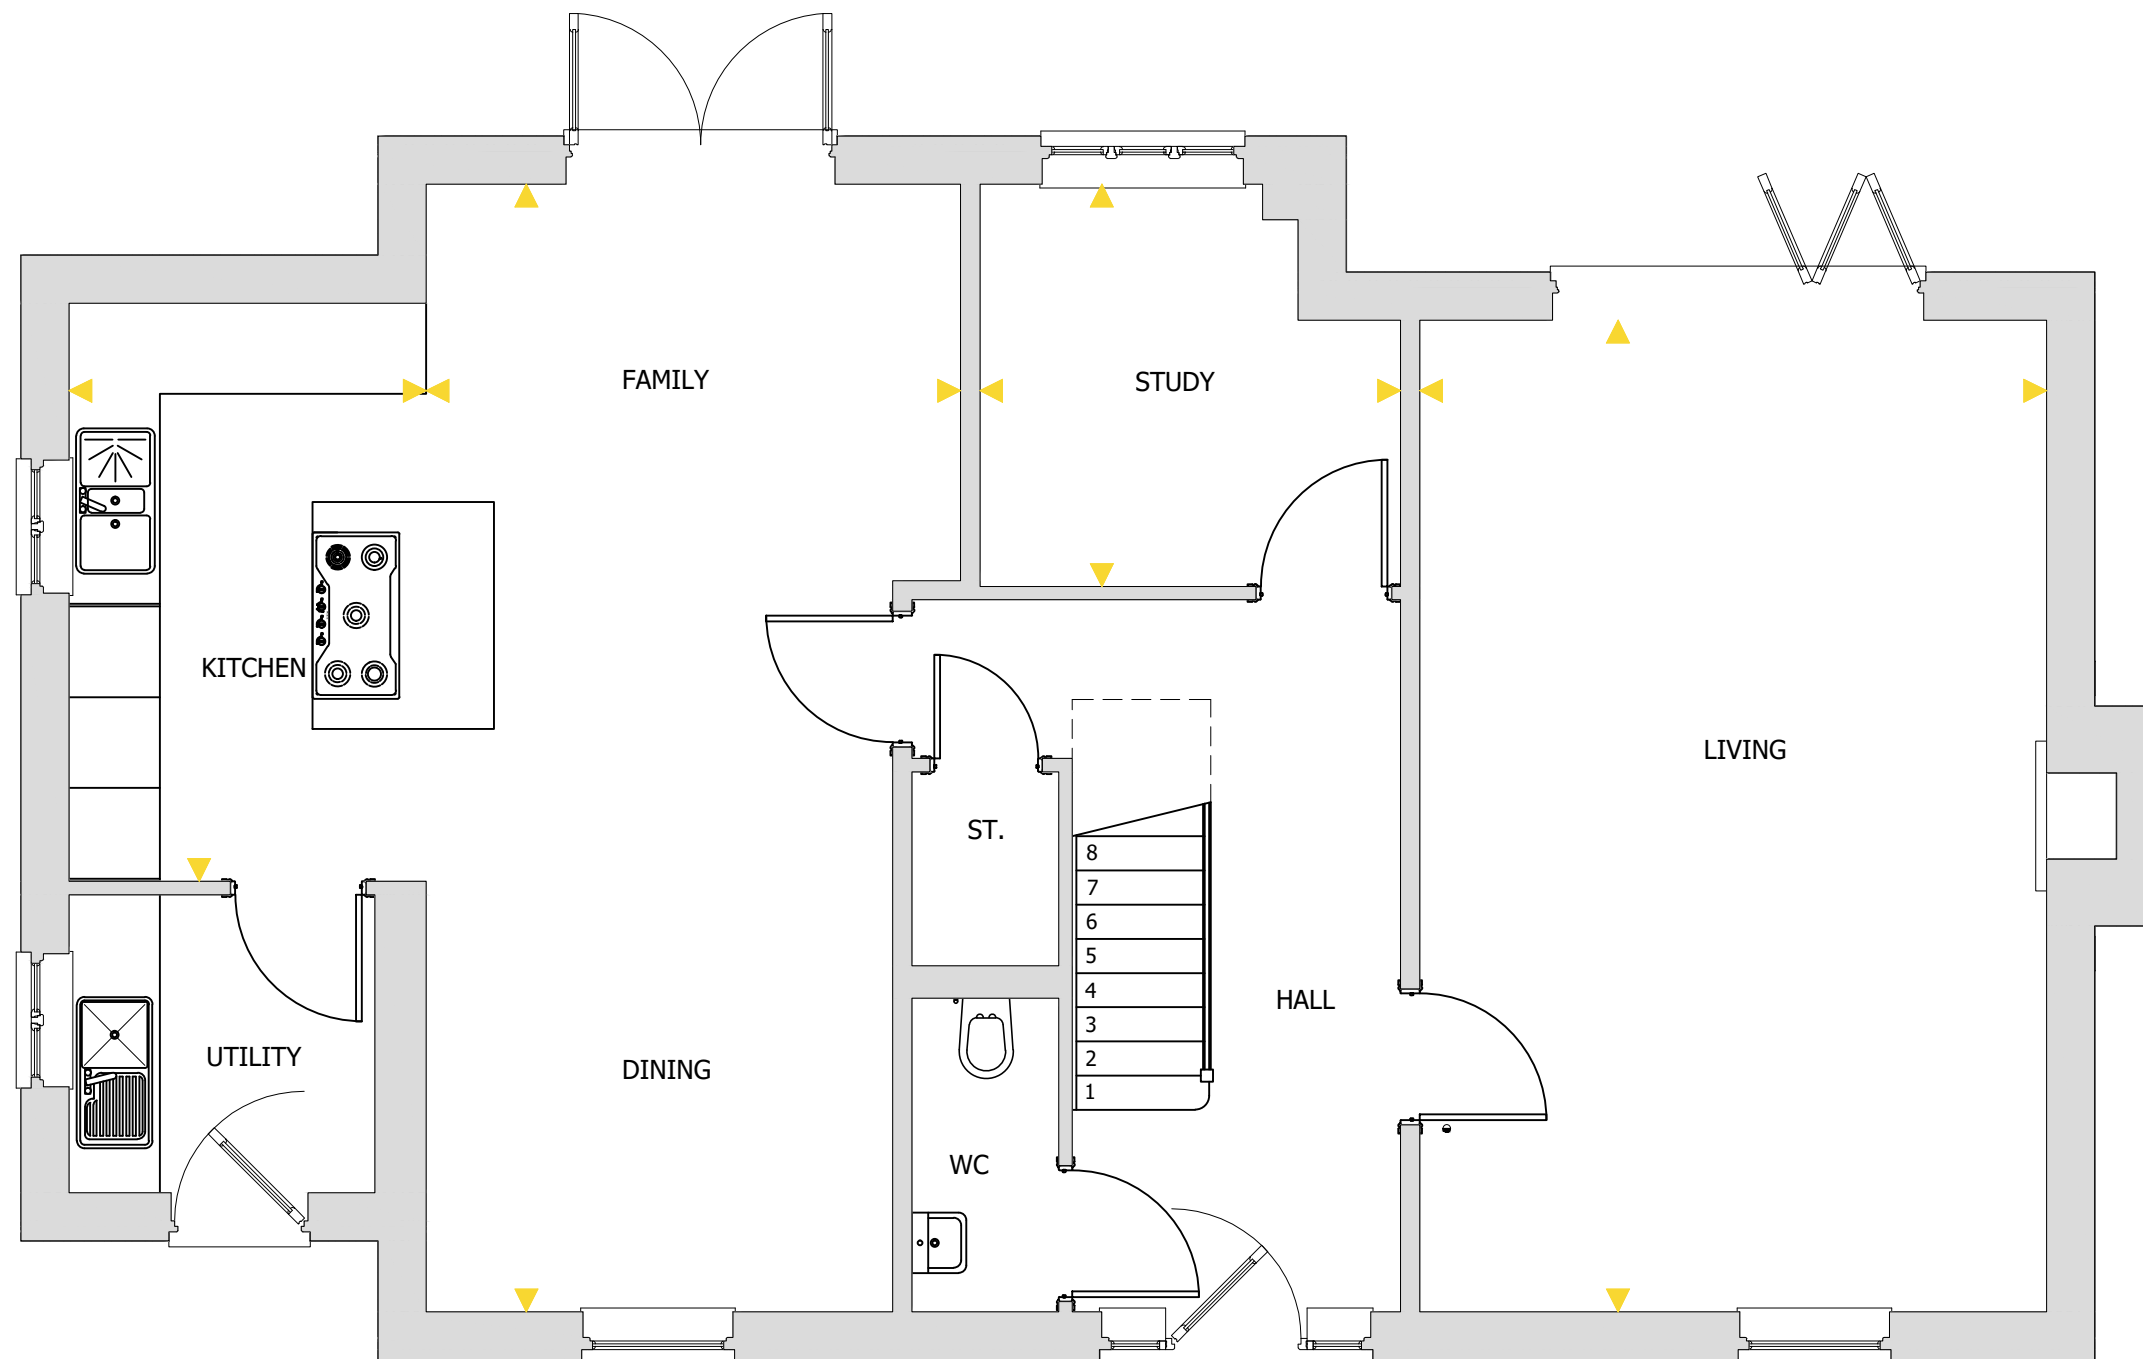 FAMILY
STUDY
KITCHEN
LIVING
ST.
8
7
6
5
4
3
2
1
HALL
UTILITY
DINING
WC